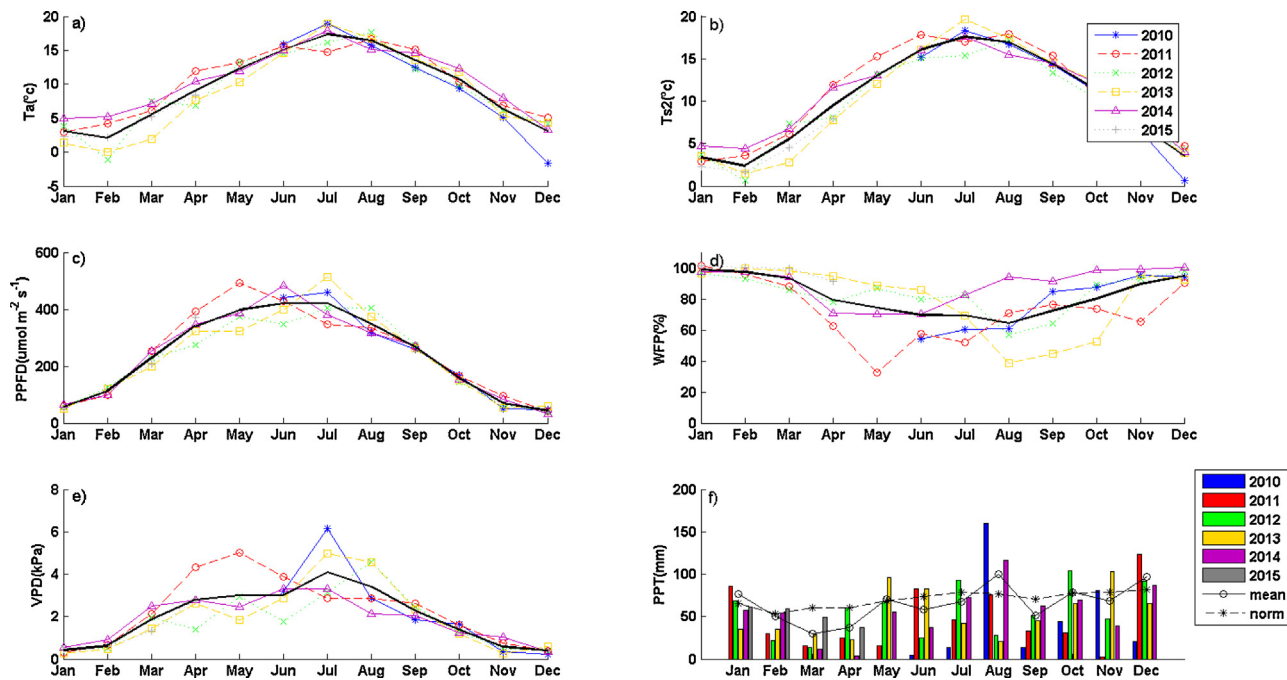 a)
Ta(°c)
20
15
10
5
0
-5
Jan Feb Mar Apr May Jun Jul Aug Sep Oct Nov Dec
b)
Ts2(°c)
20
15
10
5
0
Jan Feb Mar Apr May Jun Jul Aug Sep Oct Nov Dec
2010
2011
2012
2013
2014
2015
c)
PPFD(umol m-2 s-1)
600
400
200
0
Jan Feb Mar Apr May Jun Jul Aug Sep Oct Nov Dec
d)
WFP(%)
100
80
60
40
20
0
Jan Feb Mar Apr May Jun Jul Aug Sep Oct Nov Dec
e)
VPD(kPa)
8
6
4
2
0
Jan Feb Mar Apr May Jun Jul Aug Sep Oct Nov Dec
f)
PPT(mm)
200
150
100
50
0
Jan Feb Mar Apr May Jun Jul Aug Sep Oct Nov Dec
2010
2011
2012
2013
2014
2015
mean
norm